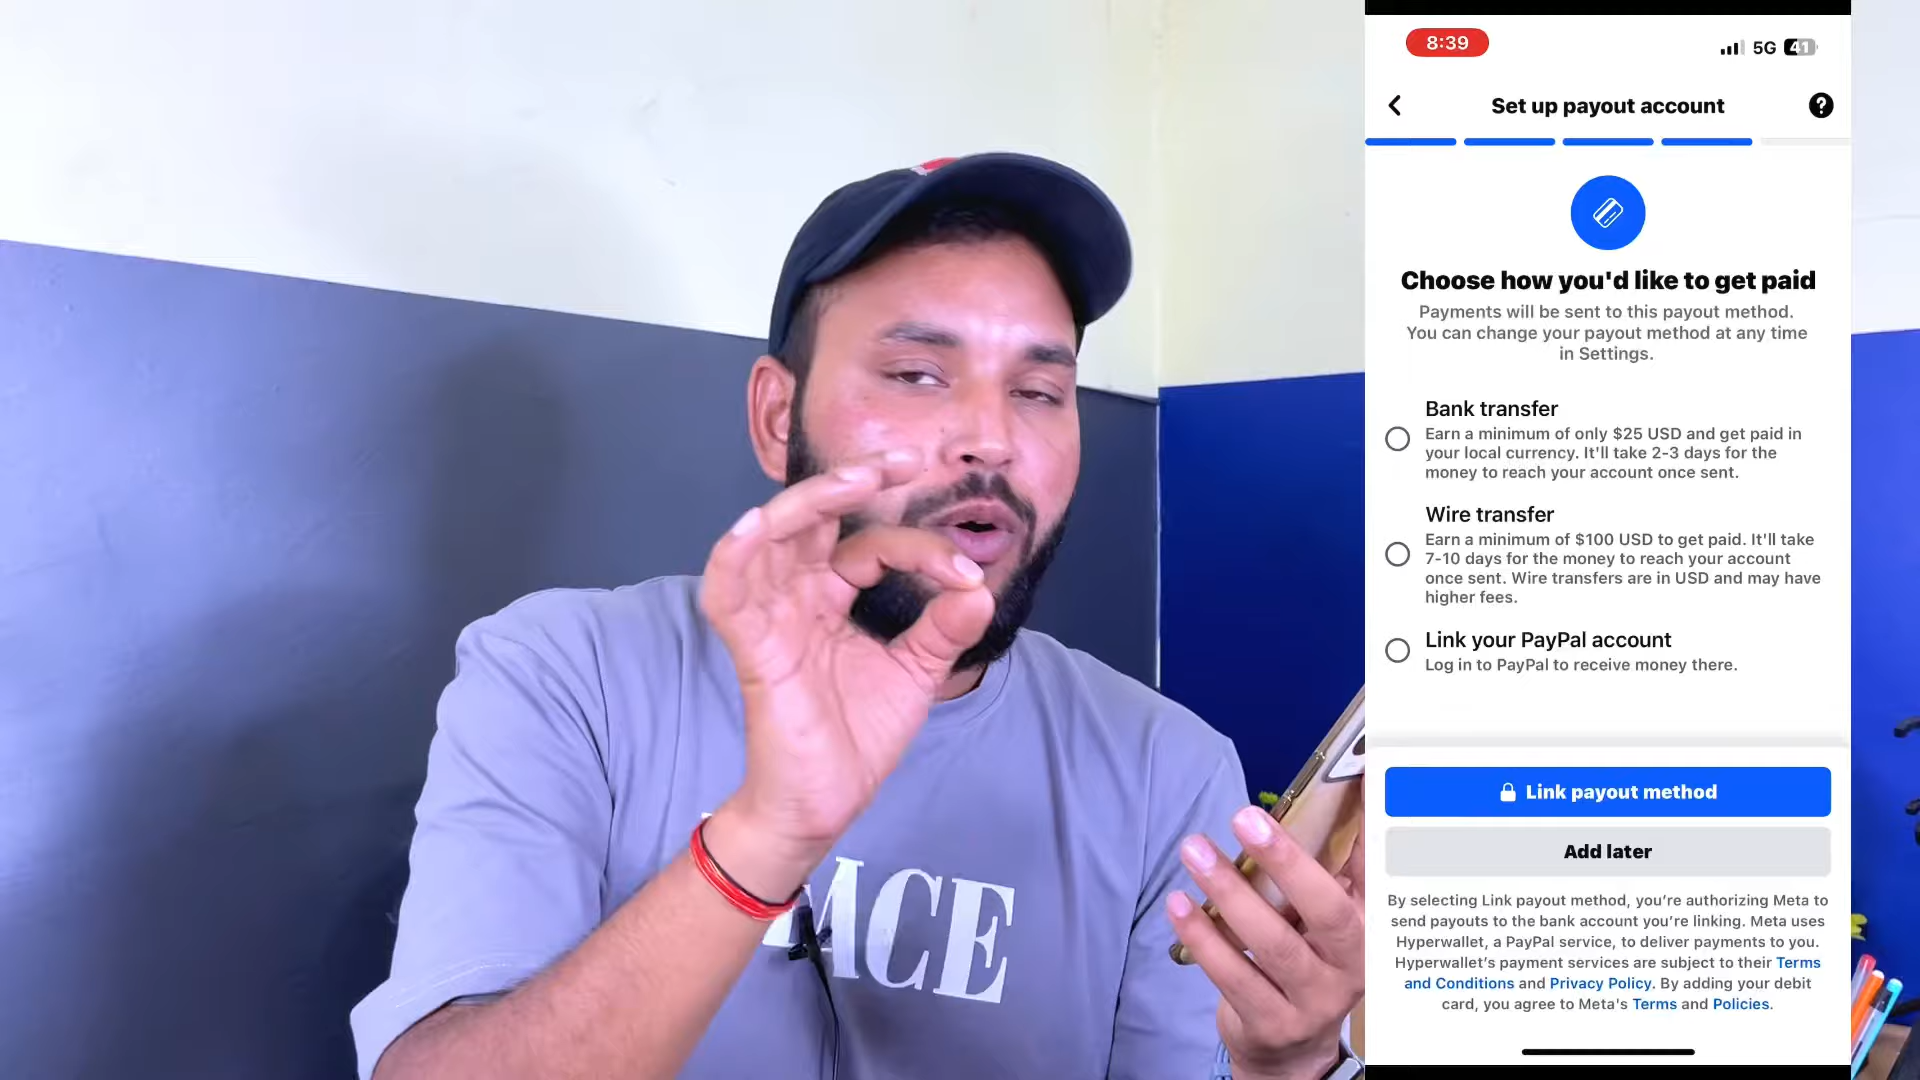 8:39
5G 41
Set up payout account
Choose how you'd like to get paid
Payments will be sent to this payout method.
You can change your payout method at any time
in Settings.
Bank transfer
Earn a minimum of only $25 USD and get paid in
your local currency. It'll take 2-3 days for the
money to reach your account once sent.
Wire transfer
Earn a minimum of $100 USD to get paid. It'll take
7-10 days for the money to reach your account
once sent. Wire transfers are in USD and may have
higher fees.
Link your PayPal account
Log in to PayPal to receive money there.
Link payout method
Add later
By selecting Link payout method, you're authorizing Meta to
send payouts to the bank account you're linking. Meta uses
Hyperwallet, a PayPal service, to deliver payments to you.
Hyperwallet's payment services are subject to their Terms
and Conditions and Privacy Policy. By adding your debit
card, you agree to Meta's Terms and Policies.